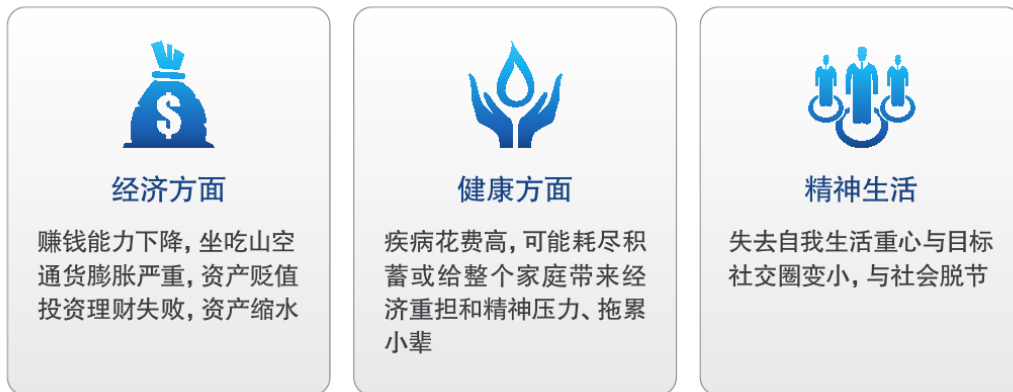 $
经济方面
赚钱能力下降，坐吃山空
通货膨胀严重，资产贬值
投资理财失败，资产缩水
健康方面
疾病花费高，可能耗尽积
蓄或给整个家庭带来经
济重担和精神压力、拖累
小辈
精神生活
失去自我生活重心与目标
社交圈变小，与社会脱节